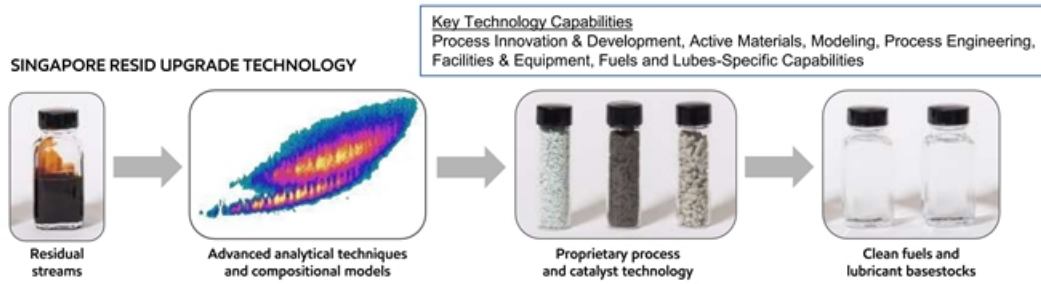 Key Technology Capabilities
Process Innovation & Development, Active Materials, Modeling, Process Engineering,
Facilities & Equipment, Fuels and Lubes-Specific Capabilities
SINGAPORE RESID UPGRADE TECHNOLOGY
Residual
streams
Advanced analytical techniques
and compositional models
Proprietary process
and catalyst technology
Clean fuels and
lubricant basestocks